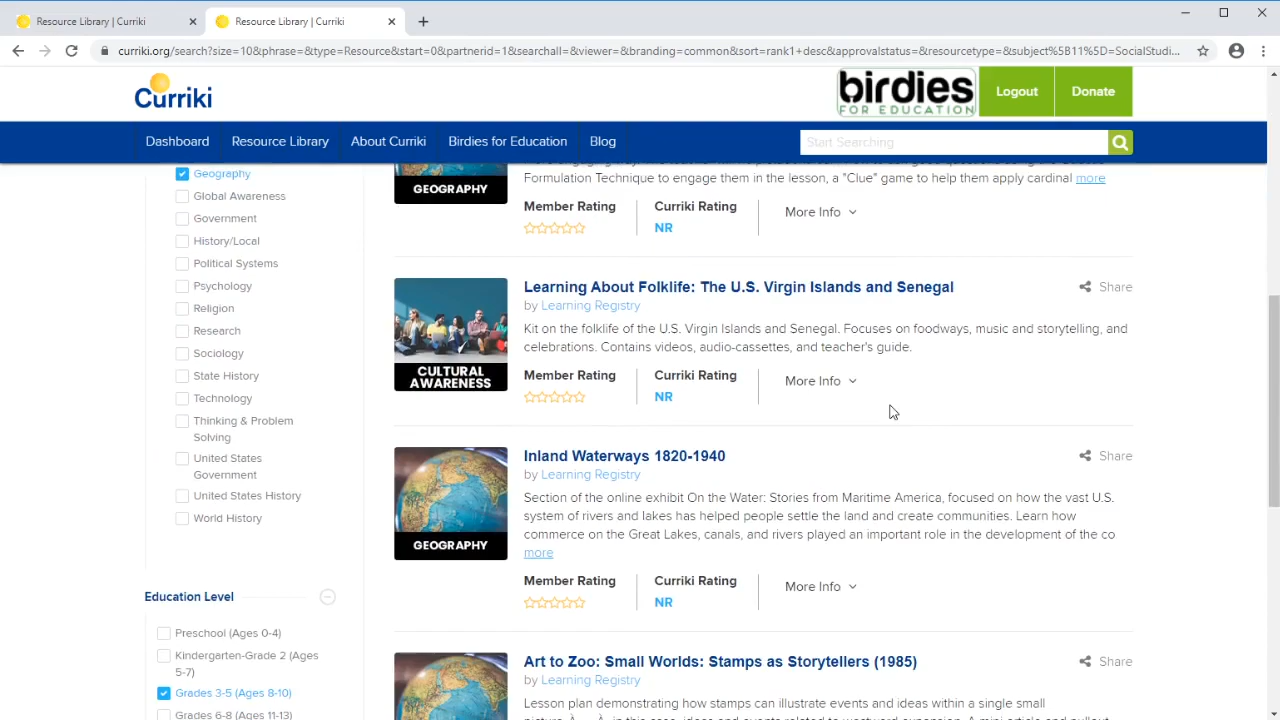 Resource Library | Curriki
Resource Library | Curriki
curriki.org/search?size=10&phrase=&type=Resource&start=0&partnerid=1&searchall=&viewer=&branding=common&sort=rank1+desc&approvalstatus=&resourcetype=&subject%5B11%5D=SocialStudi...
Curriki
birdies
FOR EDUCATION
Logout
Donate
Dashboard
Resource Library
About Curriki
Birdies for Education
Blog
Start Searching
Geography
Global Awareness
Government
History/Local
Political Systems
Psychology
Religion
Research
Sociology
State History
Technology
Thinking & Problem
Solving
United States
Government
United States History
World History
Education Level
Preschool (Ages 0-4)
Kindergarten-Grade 2 (Ages
5-7)
Grades 3-5 (Ages 8-10)
Grades 6-8 (Ages 11-13)
GEOGRAPHY
Formulation Technique to engage them in the lesson, a "Clue" game to help them apply cardinal more
Member Rating
Curriki Rating
More Info
NR
CULTURAL
AWARENESS
Learning About Folklife: The U.S. Virgin Islands and Senegal
Share
by Learning Registry
Kit on the folklife of the U.S. Virgin Islands and Senegal. Focuses on foodways, music and storytelling, and
celebrations. Contains videos, audio-cassettes, and teacher's guide.
Member Rating
Curriki Rating
More Info
NR
GEOGRAPHY
Inland Waterways 1820-1940
Share
by Learning Registry
Section of the online exhibit On the Water: Stories from Maritime America, focused on how the vast U.S.
system of rivers and lakes has helped people settle the land and create communities. Learn how
commerce on the Great Lakes, canals, and rivers played an important role in the development of the co
more
Member Rating
Curriki Rating
More Info
NR
Art to Zoo: Small Worlds: Stamps as Storytellers (1985)
Share
by Learning Registry
Lesson plan demonstrating how stamps can illustrate events and ideas within a single small